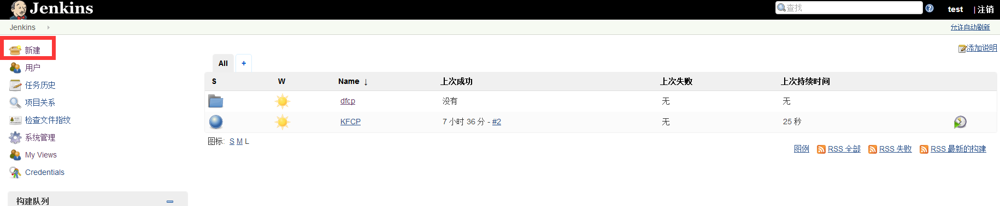 Jenkins
查找
test | 注销
Jenkins
允许自动刷新
新建
用户
任务历史
项目关系
检查文件指纹
系统管理
My Views
Credentials
构建队列
添加说明
All +
S W Name ↓ 上次成功 上次失败 上次持续时间
dfcp 没有 无 无
KFCP 7 小时 36 分 - #2 无 25 秒
图标: S M L
图例 RSS 全部 RSS 失败 RSS 最新的构建